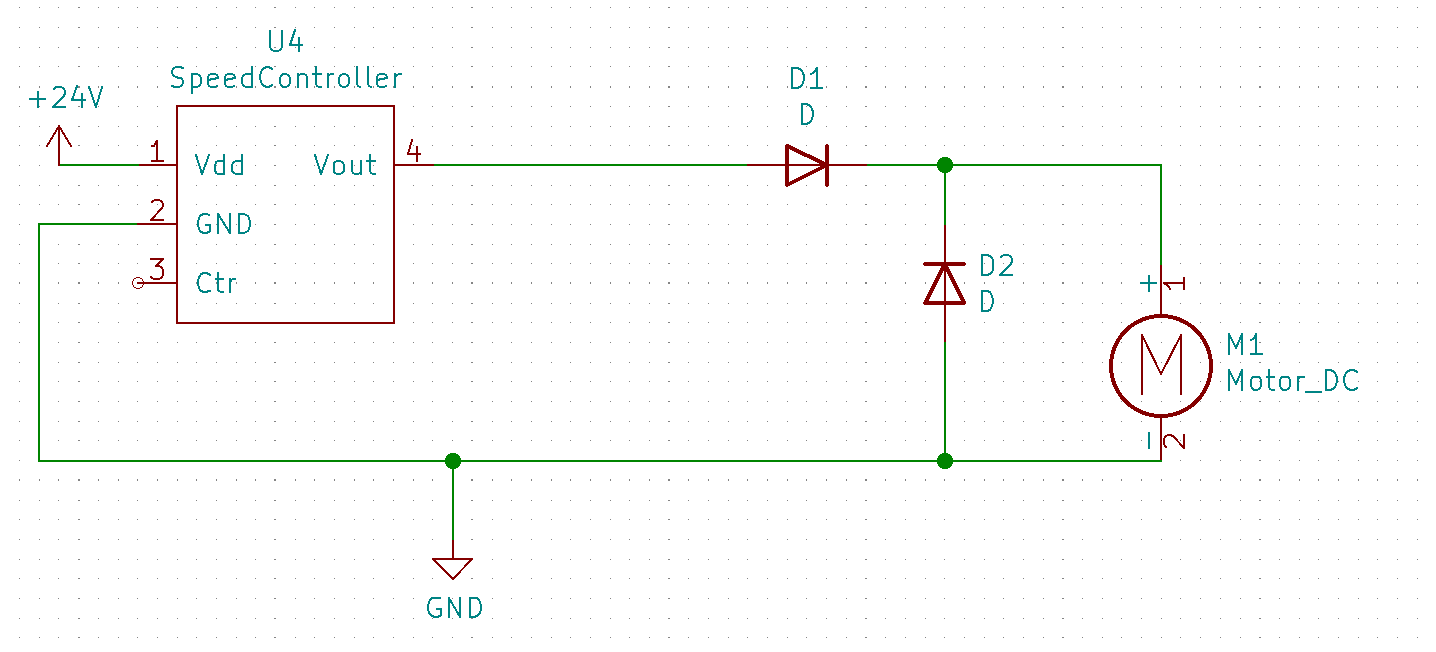 U4
SpeedController
+24V
1
Vdd
Vout
4
2
GND
3
Ctr
D1
D
D2
D
+
1
M
M1
Motor_DC
-
2
GND